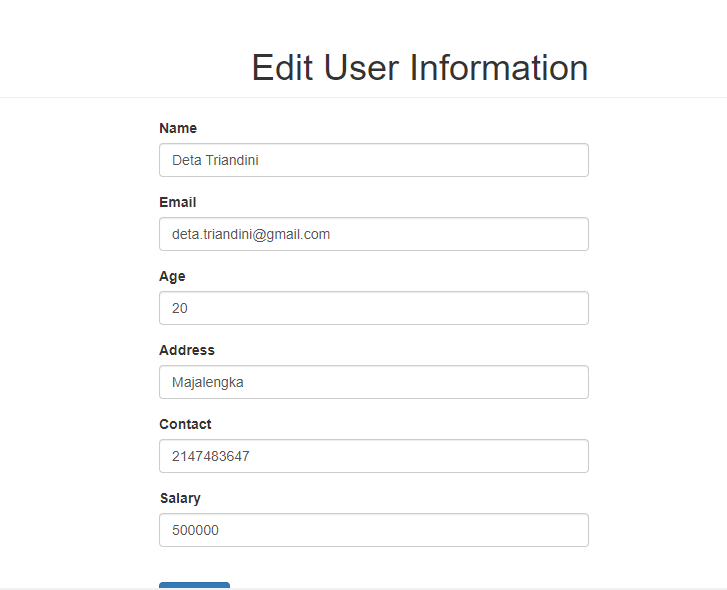 Edit User Information
Name
Deta Triandini
Email
deta.triandini@gmail.com
Age
20
Address
Majalengka
Contact
2147483647
Salary
500000